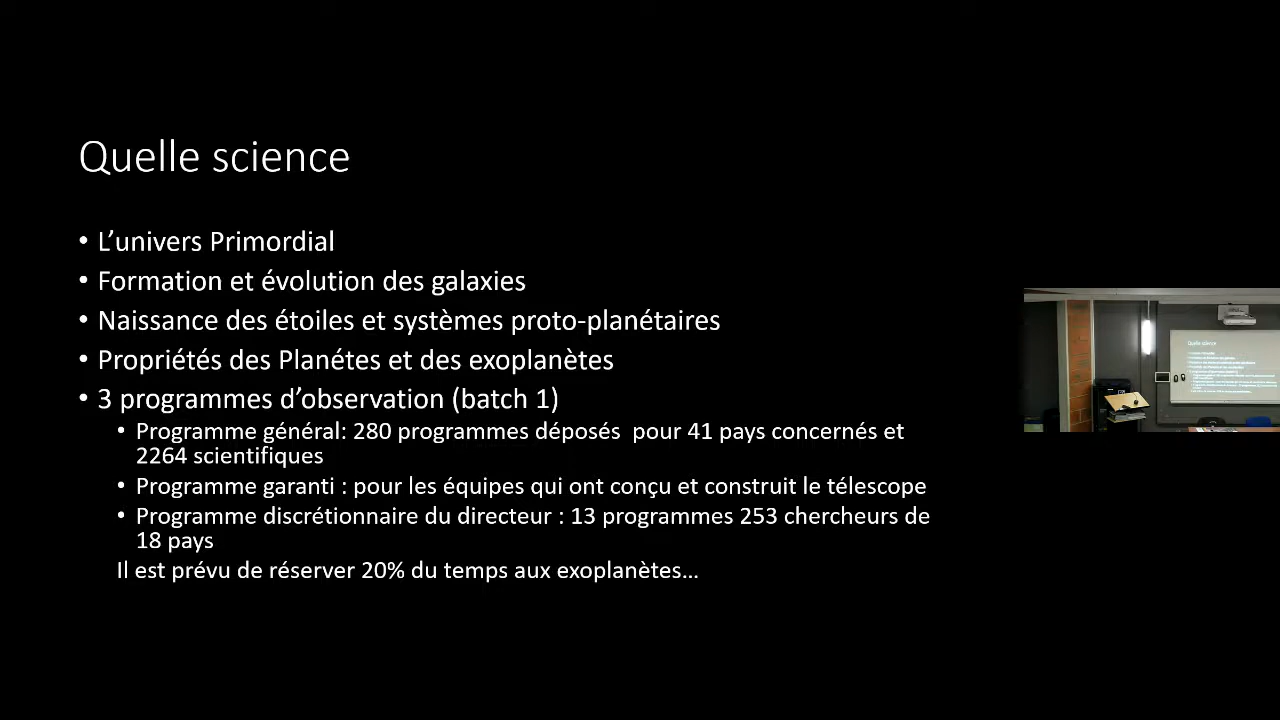 Quelle science
• L’univers Primordial
• Formation et évolution des galaxies
• Naissance des étoiles et systèmes proto-planétaires
• Propriétés des Planétes et des exoplanètes
• 3 programmes d’observation (batch 1)
• Programme général: 280 programmes déposés pour 41 pays concernés et
2264 scientifiques
• Programme garanti : pour les équipes qui ont conçu et construit le télescope
• Programme discrétionnaire du directeur : 13 programmes 253 chercheurs de
18 pays
Il est prévu de réserver 20% du temps aux exoplanètes…
Quelle science